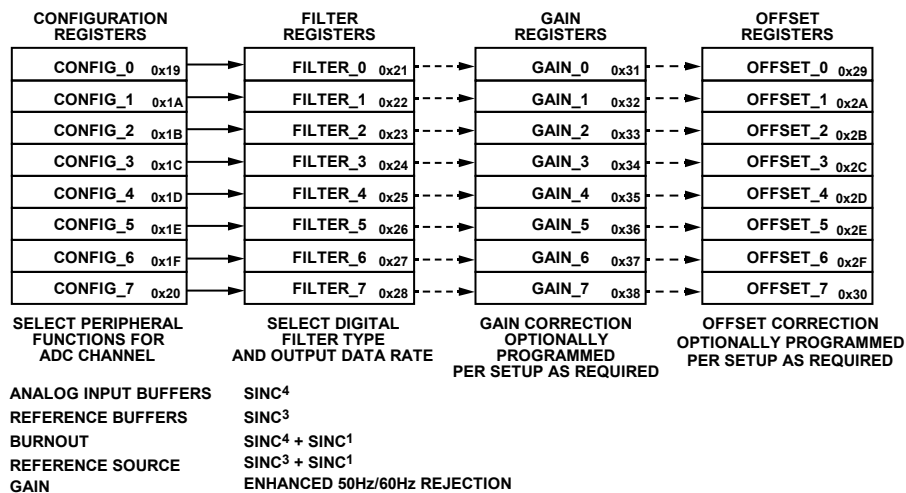 CONFIGURATION REGISTERS
FILTER REGISTERS
GAIN REGISTERS
OFFSET REGISTERS
CONFIG_0 0x19 FILTER_0 0x21 GAIN_0 0x31 OFFSET_0 0x29
CONFIG_1 0x1A FILTER_1 0x22 GAIN_1 0x32 OFFSET_1 0x2A
CONFIG_2 0x1B FILTER_2 0x23 GAIN_2 0x33 OFFSET_2 0x2B
CONFIG_3 0x1C FILTER_3 0x24 GAIN_3 0x34 OFFSET_3 0x2C
CONFIG_4 0x1D FILTER_4 0x25 GAIN_4 0x35 OFFSET_4 0x2D
CONFIG_5 0x1E FILTER_5 0x26 GAIN_5 0x36 OFFSET_5 0x2E
CONFIG_6 0x1F FILTER_6 0x27 GAIN_6 0x37 OFFSET_6 0x2F
CONFIG_7 0x20 FILTER_7 0x28 GAIN_7 0x38 OFFSET_7 0x30
SELECT PERIPHERAL
FUNCTIONS FOR
ADC CHANNEL
SELECT DIGITAL
FILTER TYPE
AND OUTPUT DATA RATE
GAIN CORRECTION
OPTIONALLY
PROGRAMMED
PER SETUP AS REQUIRED
OFFSET CORRECTION
OPTIONALLY PROGRAMMED
PER SETUP AS REQUIRED
ANALOG INPUT BUFFERS
REFERENCE BUFFERS
BURNOUT
REFERENCE SOURCE
GAIN
SINC⁴
SINC³
SINC⁴ + SINC¹
SINC³ + SINC¹
ENHANCED 50Hz/60Hz REJECTION